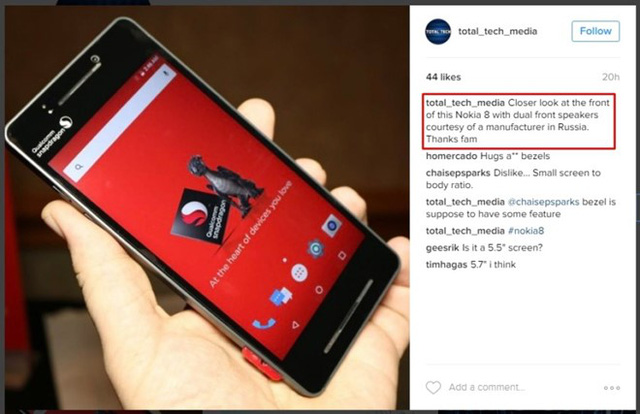 total_tech_media
Follow
44 likes
20h
total_tech_media Closer look at the front
of this Nokia 8 with dual front speakers
courtesy of a manufacturer in Russia.
Thanks fam
homercado Hugs a** bezels
chaisepsparks Dislike... Small screen to
body ratio.
total_tech_media @chaisepsparks bezel is
suppose to have some feature
total_tech_media #nokia8
geesrik Is it a 5.5" screen?
timhagas 5.7" i think
Add a comment...
Qualcomm
snapdragon
Qualcomm
snapdragon
At the heart of devices you love